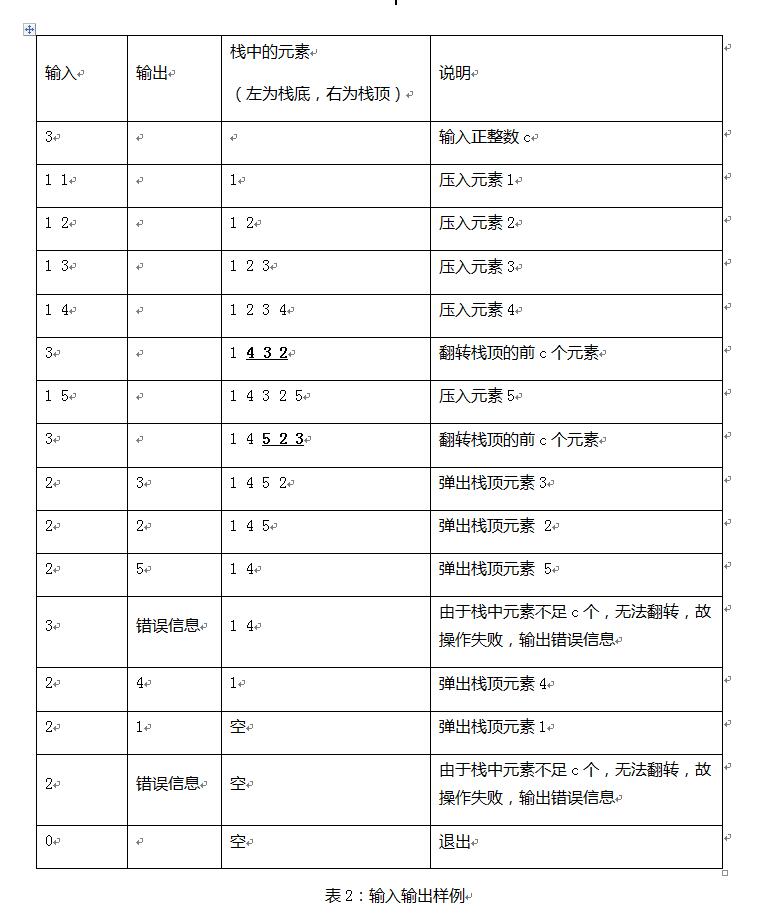 输入 输出 栈中的元素 说明
(左为栈底,右为栈顶)
3 输入正整数 c
1 1 1 压入元素 1
1 2 1 2 压入元素 2
1 3 1 2 3 压入元素 3
1 4 1 2 3 4 压入元素 4
3 1 4 3 2 翻转栈顶的前 c 个元素
1 5 1 4 3 2 5 压入元素 5
3 1 4 5 2 3 翻转栈顶的前 c 个元素
2 3 1 4 5 2 弹出栈顶元素 3
2 2 1 4 5 弹出栈顶元素 2
2 5 1 4 弹出栈顶元素 5
3 错误信息 1 4 由于栈中元素不足 c 个,无法翻转,故
操作失败,输出错误信息
2 4 1 弹出栈顶元素 4
2 1 空 弹出栈顶元素 1
2 错误信息 空 由于栈中元素不足 c 个,无法翻转,故
操作失败,输出错误信息
0 空 退出
表 2:输入输出样例